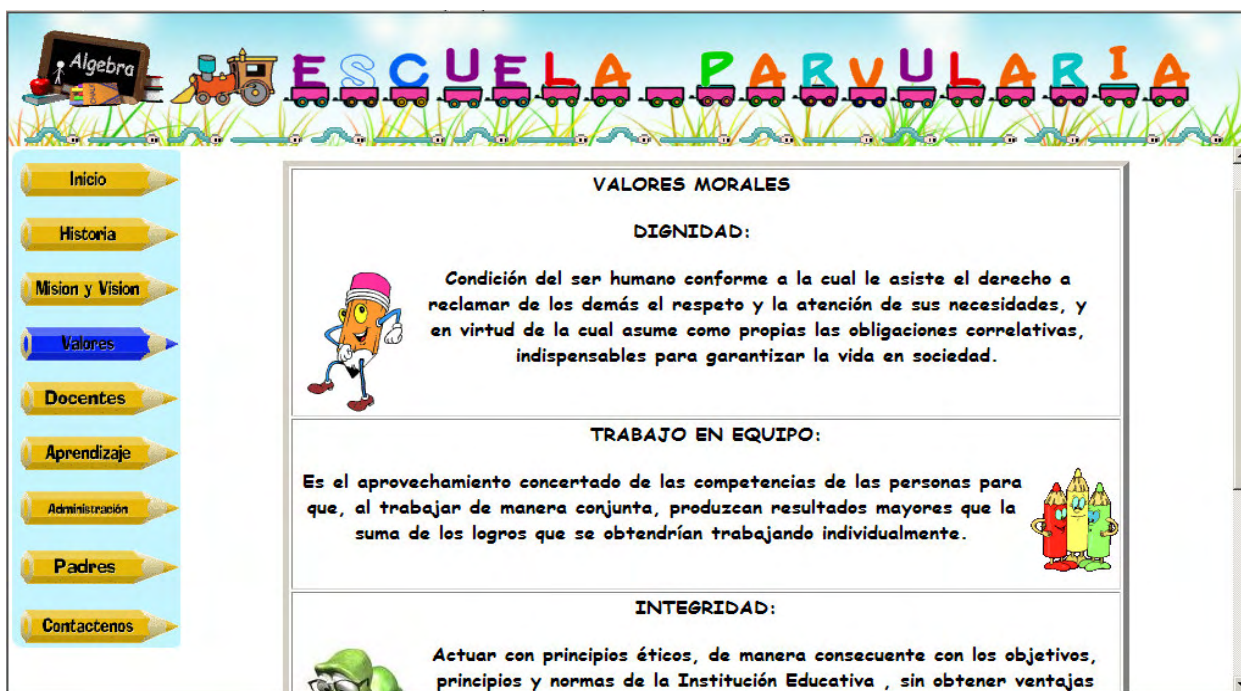 Algebra
ESCUELA PARVULARIA
Inicio
Historia
Mision y Vision
Valores
Docentes
Aprendizaje
Administración
Padres
Contactenos
VALORES MORALES
DIGNIDAD:
Condición del ser humano conforme a la cual le asiste el derecho a
reclamar de los demás el respeto y la atención de sus necesidades, y
en virtud de la cual asume como propias las obligaciones correlativas,
indispensables para garantizar la vida en sociedad.
TRABAJO EN EQUIPO:
Es el aprovechamiento concertado de las competencias de las personas para
que, al trabajar de manera conjunta, produzcan resultados mayores que la
suma de los logros que se obtendrían trabajando individualmente.
INTEGRIDAD:
Actuar con principios éticos, de manera consecuente con los objetivos,
principios y normas de la Institución Educativa , sin obtener ventajas